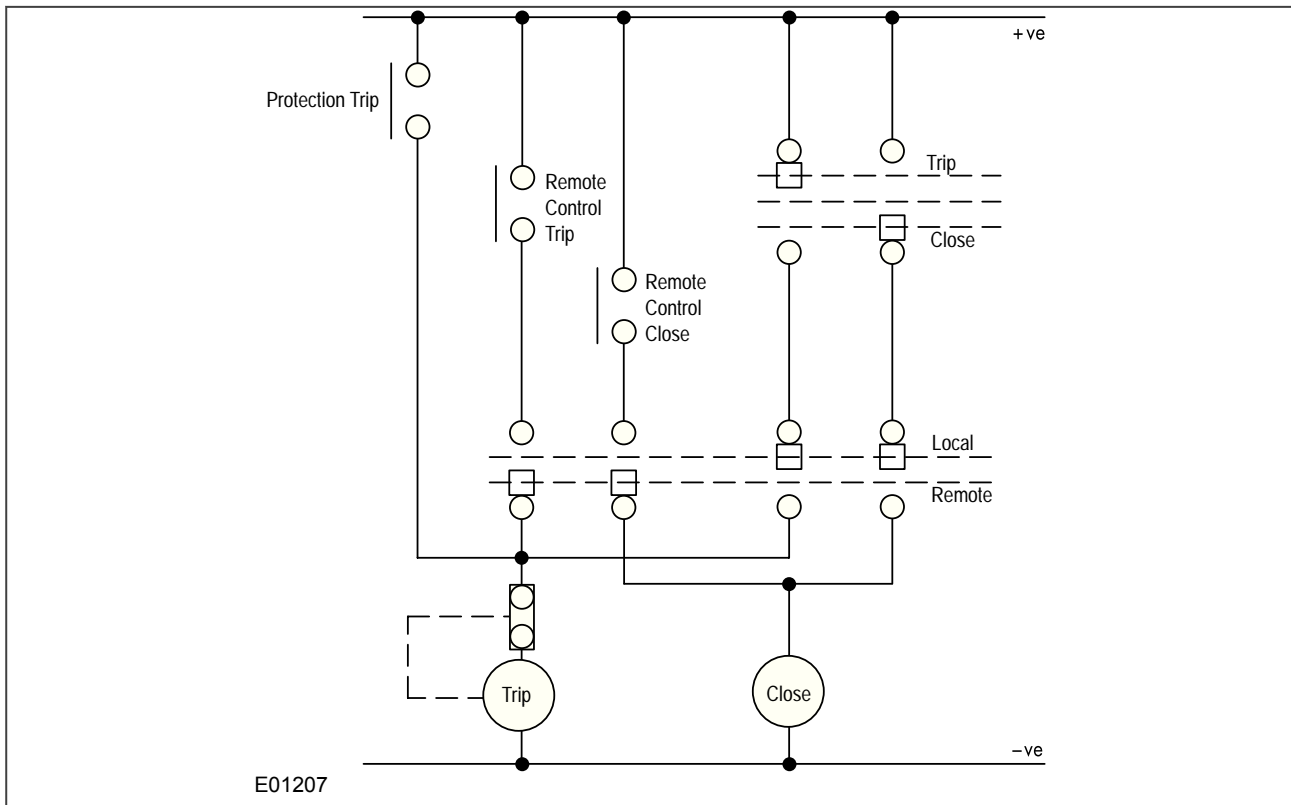 +ve
Protection Trip
Remote
Control
Trip
Remote
Control
Close
Trip
Close
Local
Remote
Trip
Close
−ve
E01207